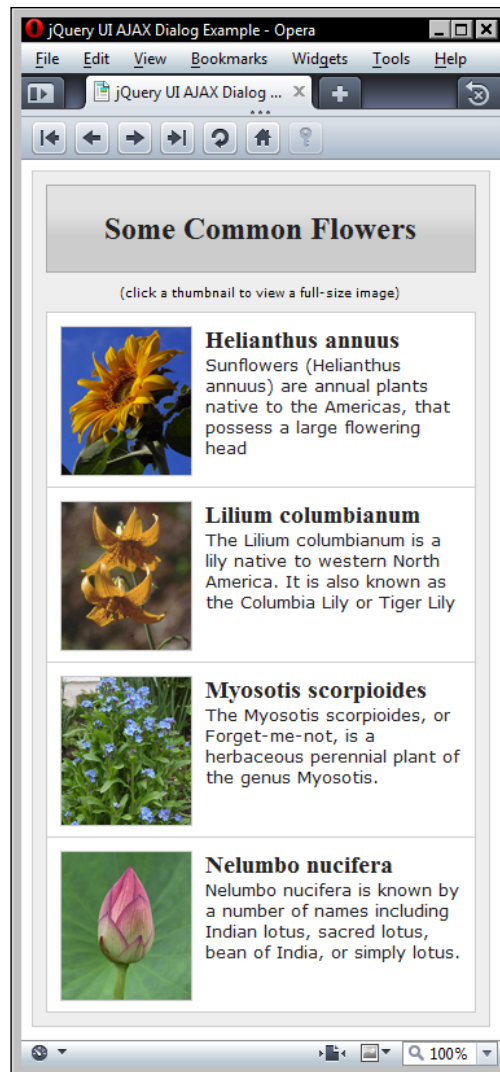 jQuery UI AJAX Dialog Example - Opera
File Edit View Bookmarks Widgets Tools Help
jQuery UI AJAX Dialog ...
Some Common Flowers
(click a thumbnail to view a full-size image)
Helianthus annuus
Sunflowers (Helianthus
annuus) are annual plants
native to the Americas, that
possess a large flowering
head
Lilium columbianum
The Lilium columbianum is a
lily native to western North
America. It is also known as
the Columbia Lily or Tiger Lily
Myosotis scorpioides
The Myosotis scorpioides, or
Forget-me-not, is a
herbaceous perennial plant of
the genus Myosotis.
Nelumbo nucifera
Nelumbo nucifera is known by
a number of names including
Indian lotus, sacred lotus,
bean of India, or simply lotus.
100%